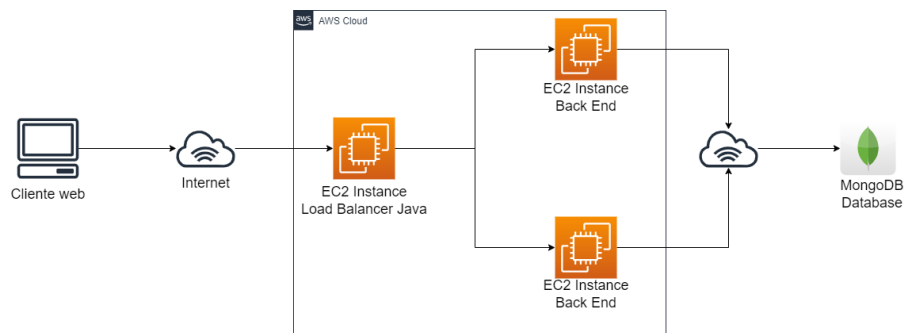 aws
AWS Cloud
EC2 Instance
Back End
Cliente web
Internet
EC2 Instance
Load Balancer Java
MongoDB
Database
EC2 Instance
Back End